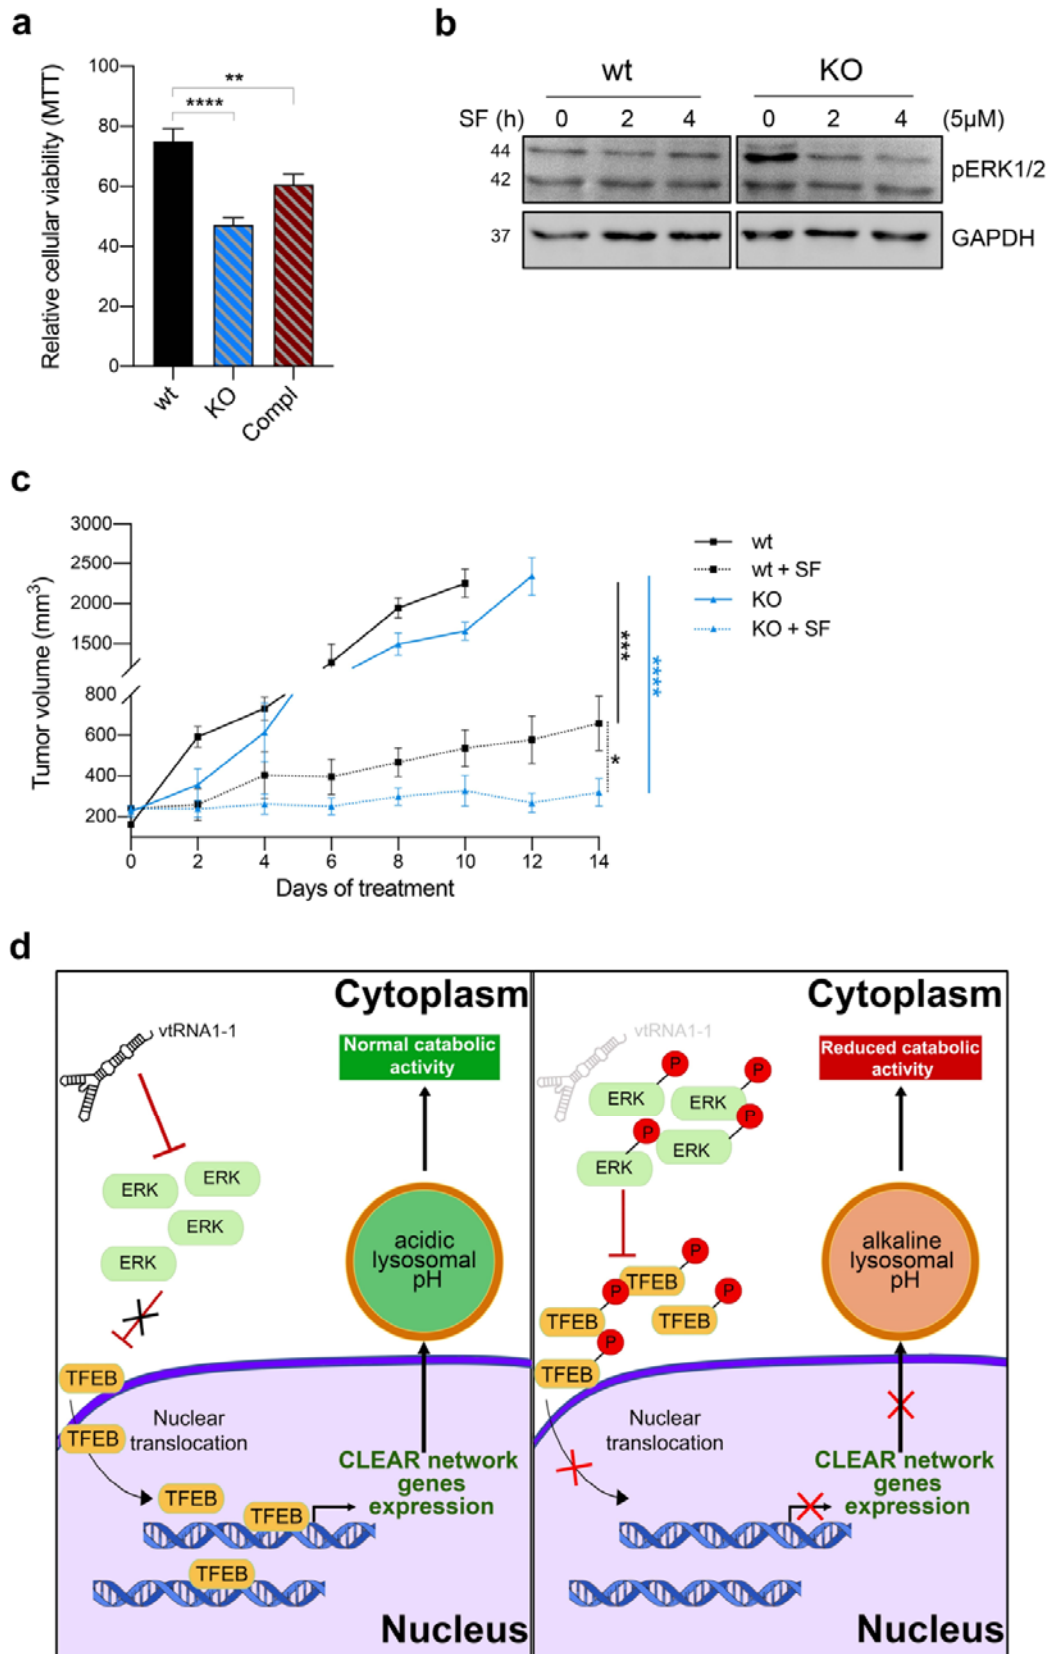 a
Relative cellular viability (MTT)
100
80
60
40
20
0
**
****
wt
KO
Compl
b
wt
KO
SF (h)
0
2
4
0
2
4
(5µM)
44
42
pERK1/2
37
GAPDH
c
Tumor volume (mm³)
3000
2500
2000
1500
800
600
400
200
0
2
4
6
8
10
12
14
Days of treatment
wt
wt + SF
KO
KO + SF
***
****
*
d
Cytoplasm
vtRNA1-1
Normal catabolic
activity
ERK
ERK
ERK
ERK
acidic
lysosomal
pH
TFEB
TFEB
Nuclear
translocation
CLEAR network
genes
expression
TFEB
TFEB
TFEB
Nucleus
Cytoplasm
vtRNA1-1
Reduced catabolic
activity
P
P
ERK
ERK
P
P
ERK
ERK
alkaline
lysosomal
pH
P
TFEB
P
P
TFEB
TFEB
P
TFEB
Nuclear
translocation
CLEAR network
genes
expression
Nucleus